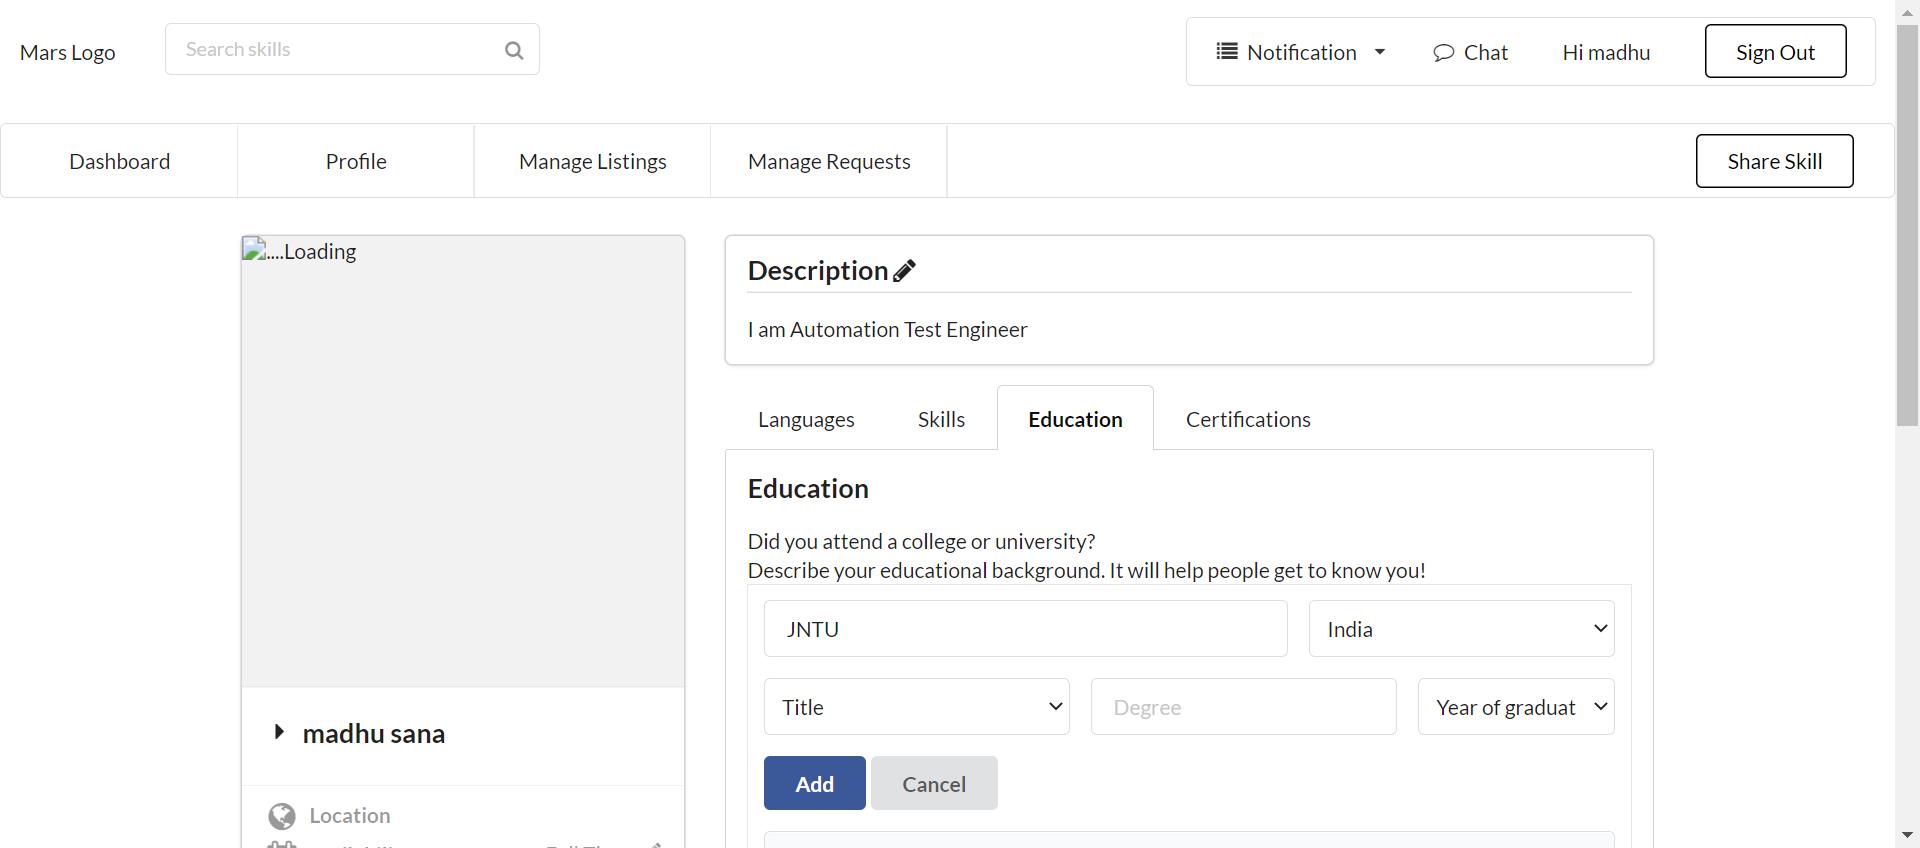 Mars Logo
Search skills
Notification
Chat
Hi madhu
Sign Out
Dashboard
Profile
Manage Listings
Manage Requests
Share Skill
....Loading
Description
I am Automation Test Engineer
Languages
Skills
Education
Certifications
Education
Did you attend a college or university?
Describe your educational background. It will help people get to know you!
JNTU
India
Title
Degree
Year of graduat
Add
Cancel
madhu sana
Location